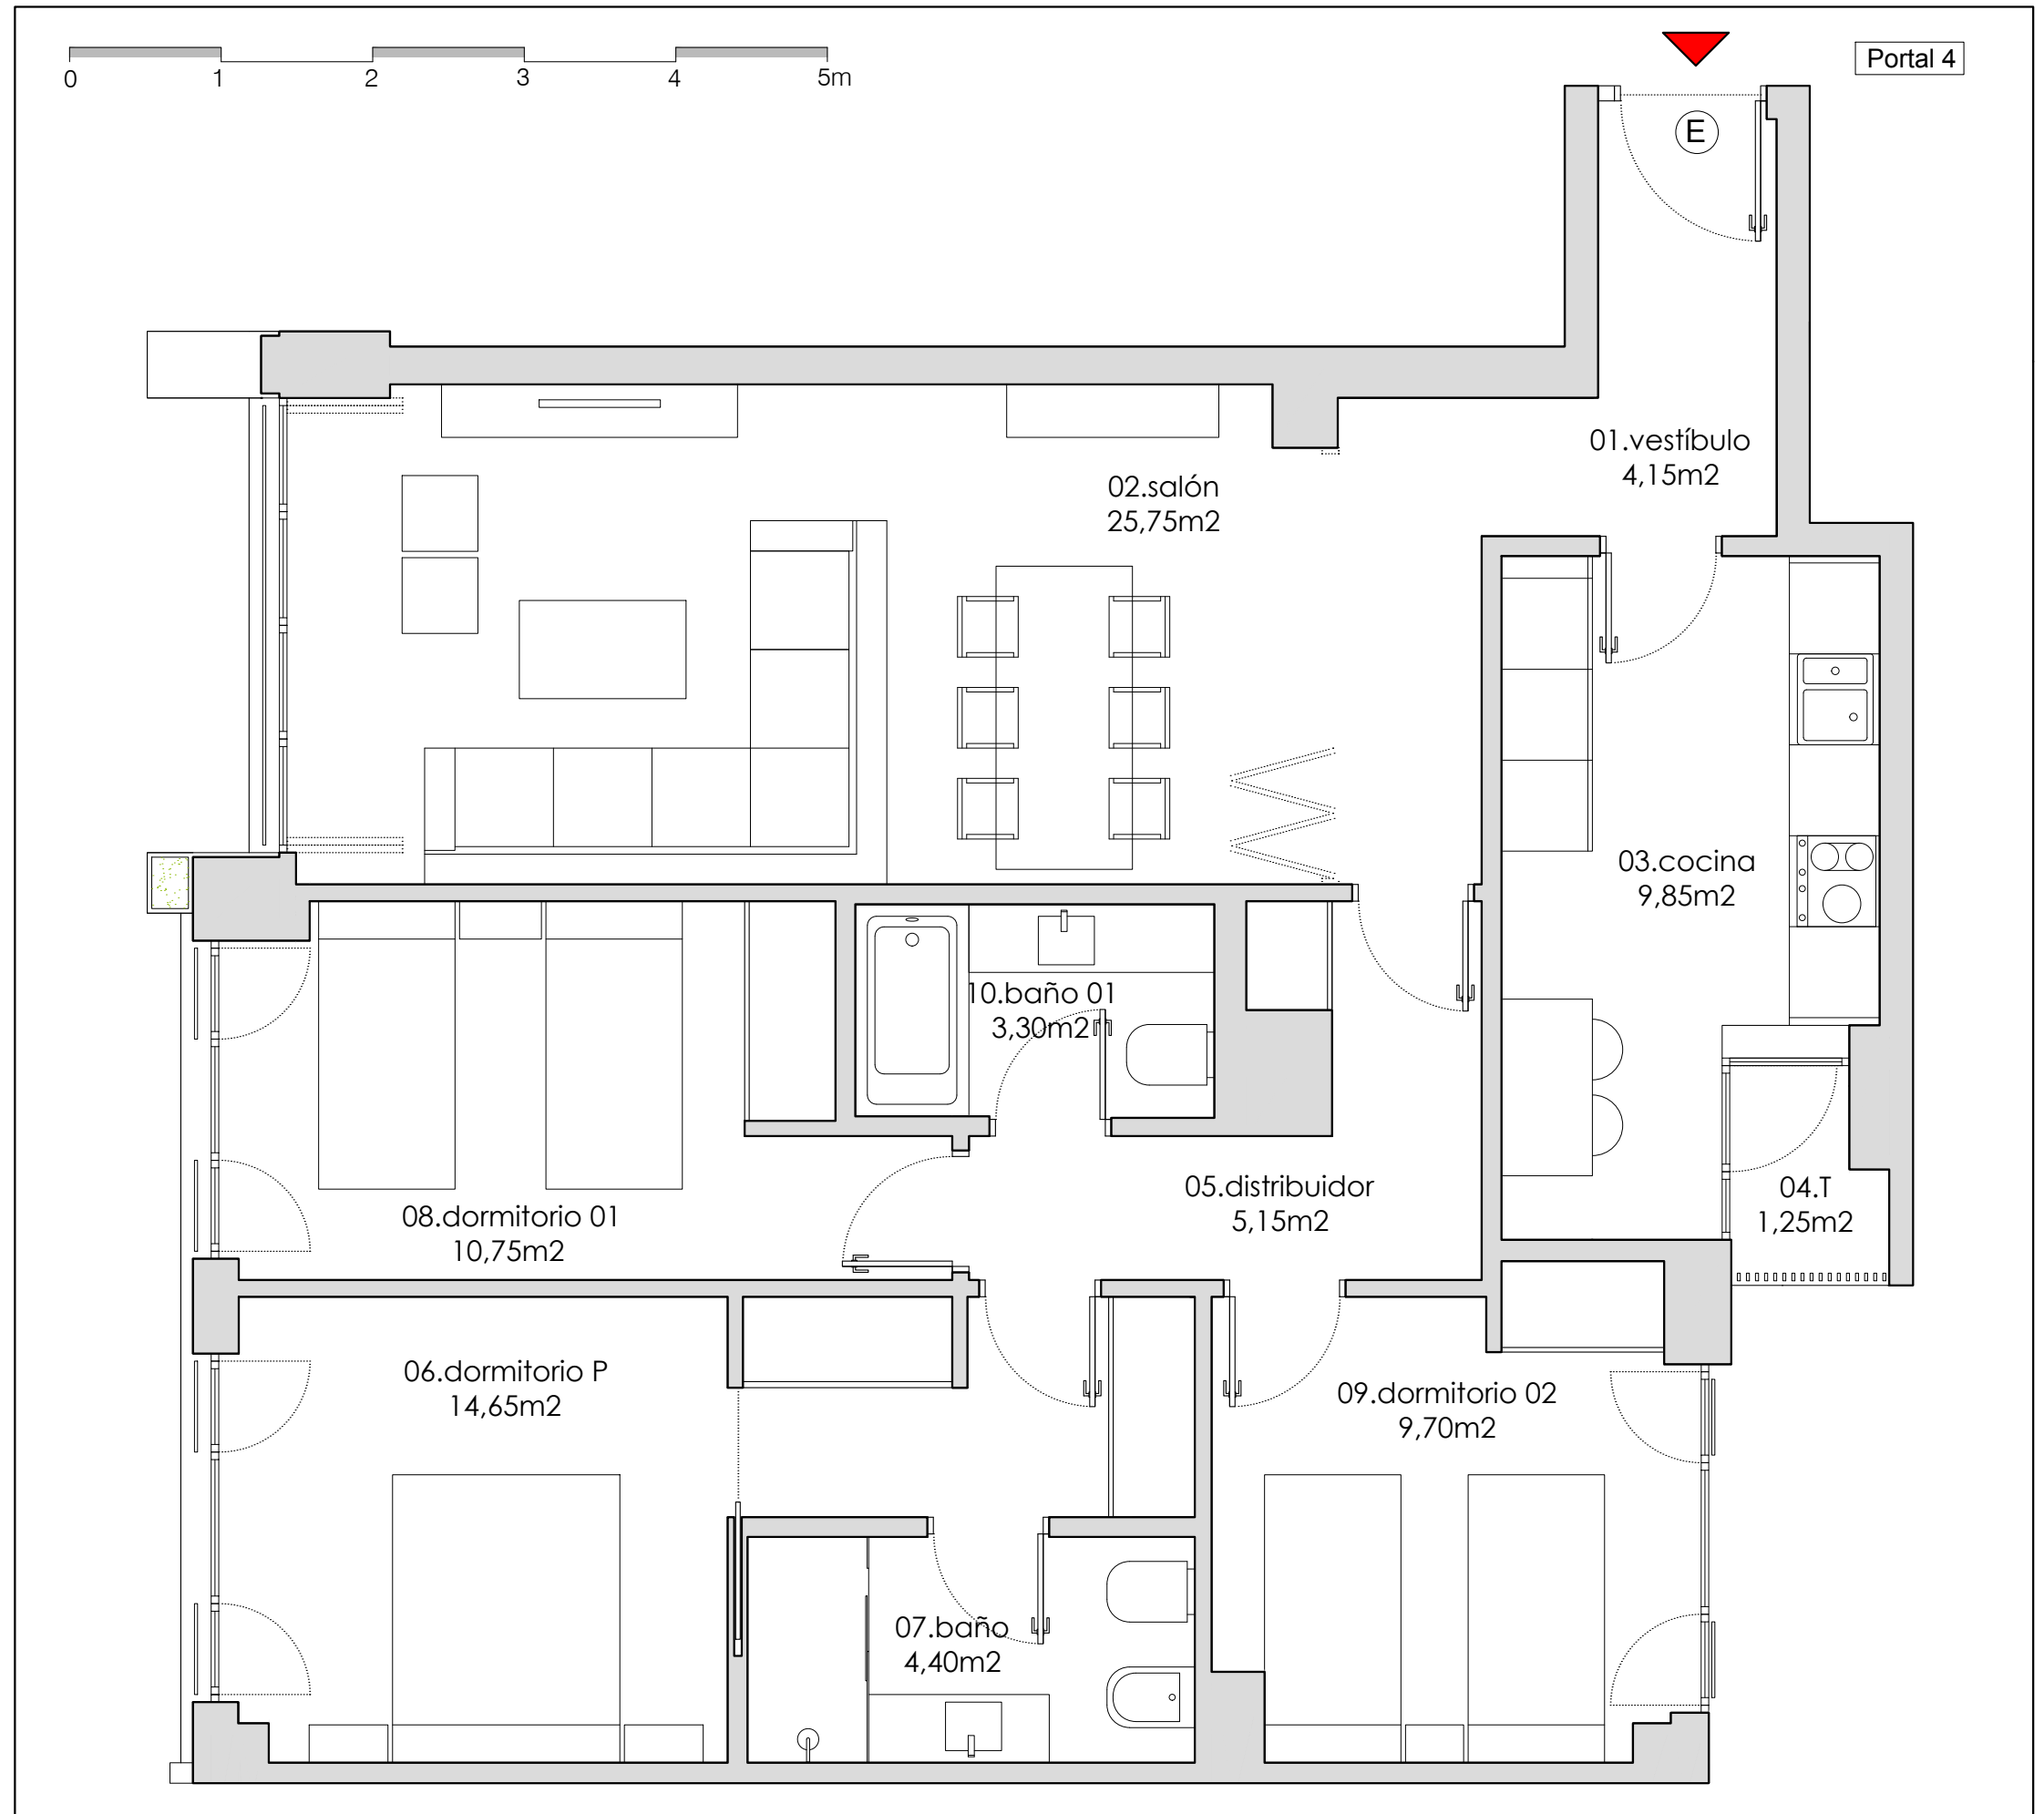 0 1 2 3 4 5m
Portal 4
E
01.vestíbulo
4,15m2
02.salón
25,75m2
03.cocina
9,85m2
10.baño 01
3,30m2
05.distribuidor
5,15m2
04.T
1,25m2
08.dormitorio 01
10,75m2
06.dormitorio P
14,65m2
09.dormitorio 02
9,70m2
07.baño
4,40m2